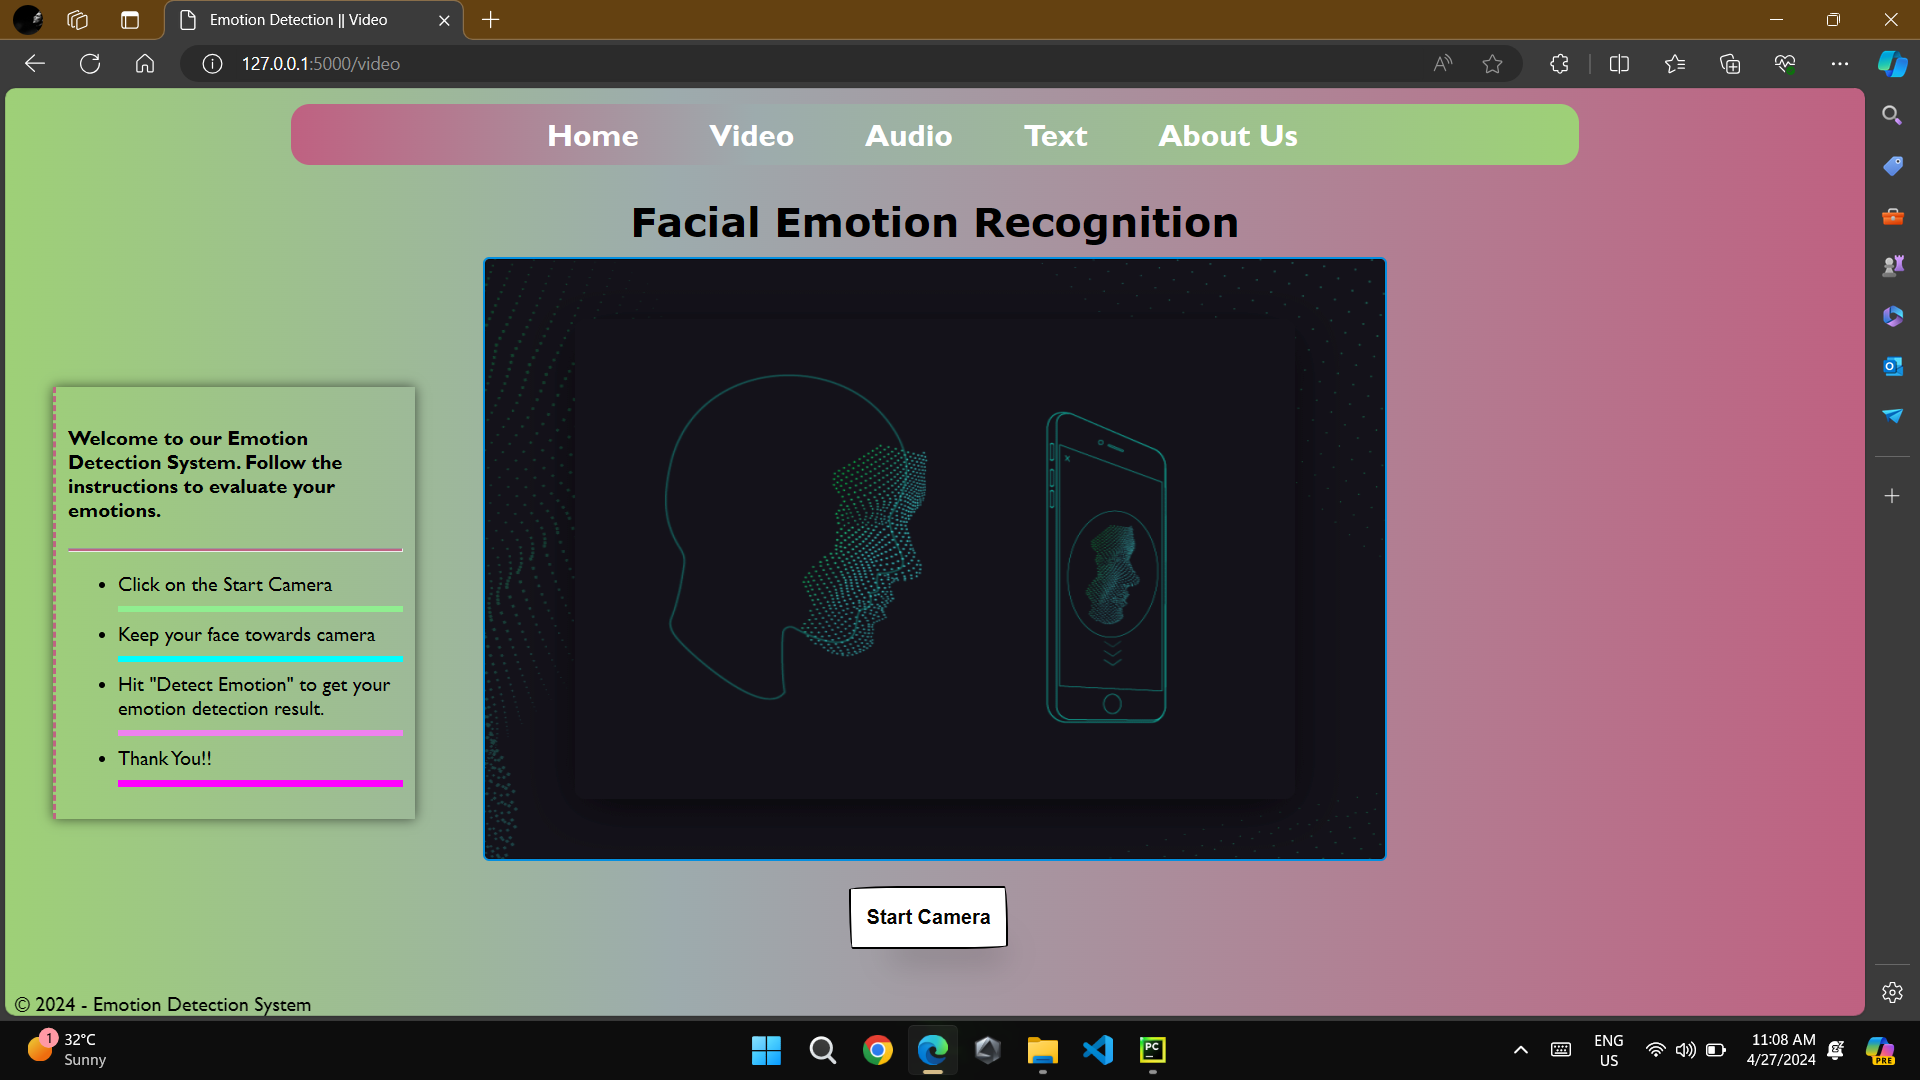 Emotion Detection || Video
127.0.0.1:5000/video
Home Video Audio Text About Us
Facial Emotion Recognition
Welcome to our Emotion
Detection System. Follow the
instructions to evaluate your
emotions.
• Click on the Start Camera
• Keep your face towards camera
• Hit "Detect Emotion" to get your
emotion detection result.
• Thank You!!
Start Camera
© 2024 - Emotion Detection System
1
32°C
Sunny
PC
ENG
US
11:08 AM
4/27/2024
PRE